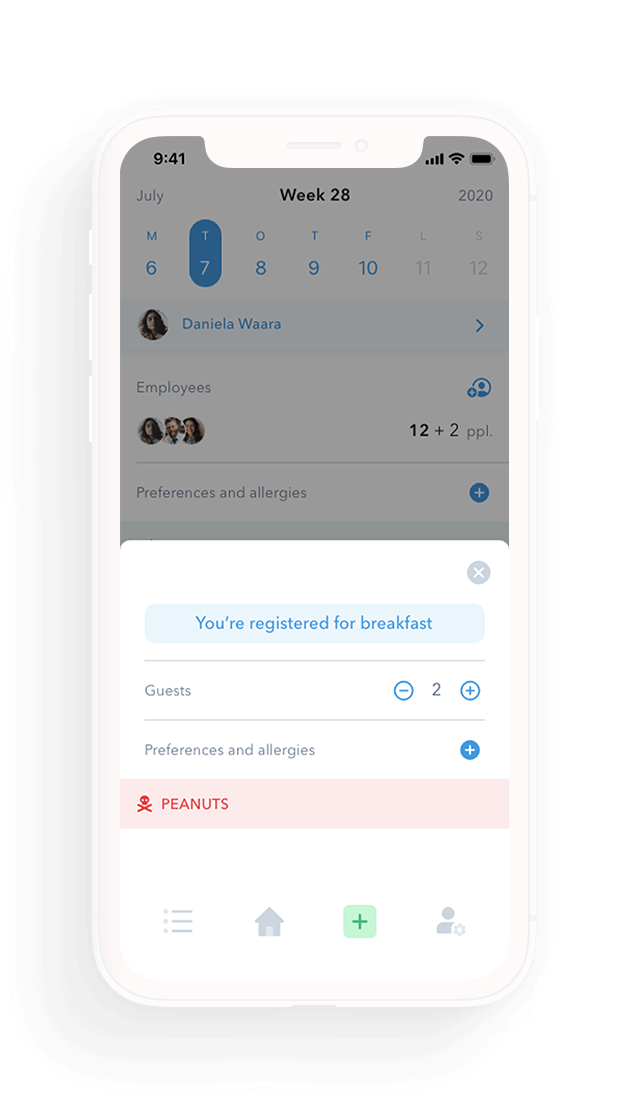 9:41
July Week 28 2020
M T O T F L S
6 7 8 9 10 11 12
Daniela Waara
Employees
12 + 2 ppl.
Preferences and allergies
You’re registered for breakfast
Guests 2
Preferences and allergies
PEANUTS